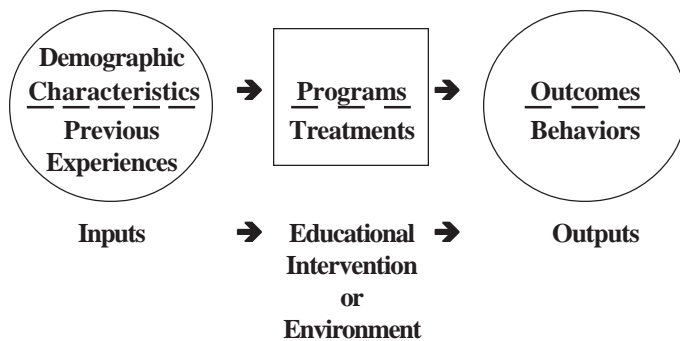 Demographic
Characteristics
Previous
Experiences
Programs
Treatments
Outcomes
Behaviors
Inputs
Educational
Intervention
or
Environment
Outputs